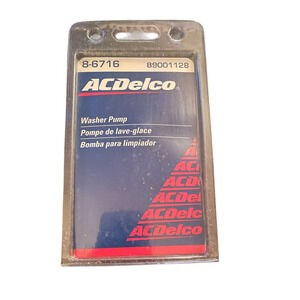 8-6716 89001128
ACDelco
Washer Pump
Pompe de lave-glace
Bomba para limpiador
ACDelco
ACDelco
ACDelco
ACDelco
ACDelco